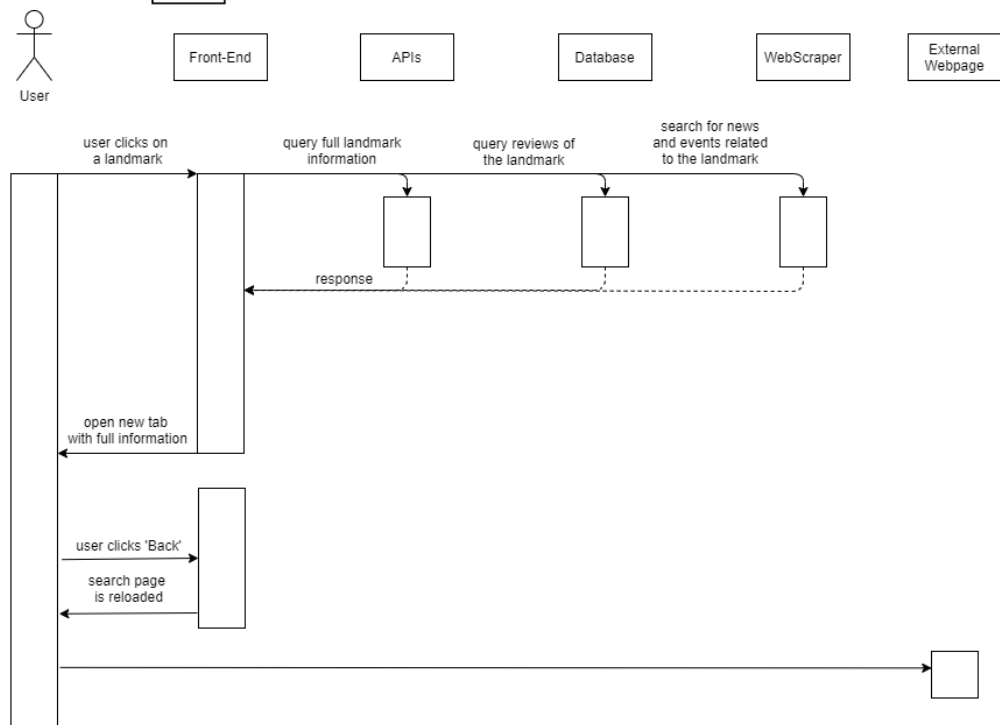 User
Front-End
APIs
Database
WebScraper
External
Webpage
user clicks on
a landmark
query full landmark
information
query reviews of
the landmark
search for news
and events related
to the landmark
response
open new tab
with full information
user clicks 'Back'
search page
is reloaded